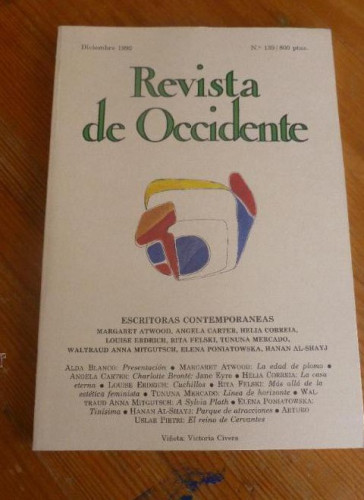 Diciembre 1992
N.º 139 / 800 ptas.
Revista
de Occidente
ESCRITORAS CONTEMPORANEAS
MARGARET ATWOOD, ANGELA CARTER, HELIA CORREIA,
LOUISE ERDRICH, RITA FELSKI, TUNUNA MERCADO,
WALTRAUD ANNA MITGUTSCH, ELENA PONIATOWSKA, HANAN AL-SHAYJ
ALDA BLANCO: Presentación • MARGARET ATWOOD: La edad de plomo •
ANGELA CARTER: Charlotte Brontë: Jane Eyre • HELIA CORREIA: La casa
eterna • LOUISE ERDRICH: Cuchillos • RITA FELSKI: Más allá de la
estética feminista • TUNUNA MERCADO: Línea de horizonte • WAL-
TRAUD ANNA MITGUTSCH: A Sylvia Plath • ELENA PONIATOWSKA:
Tinísima • HANAN AL-SHAYJ: Parque de atracciones • ARTURO
USLAR PIETRI: El reino de Cervantes
Viñeta: Victoria Civera